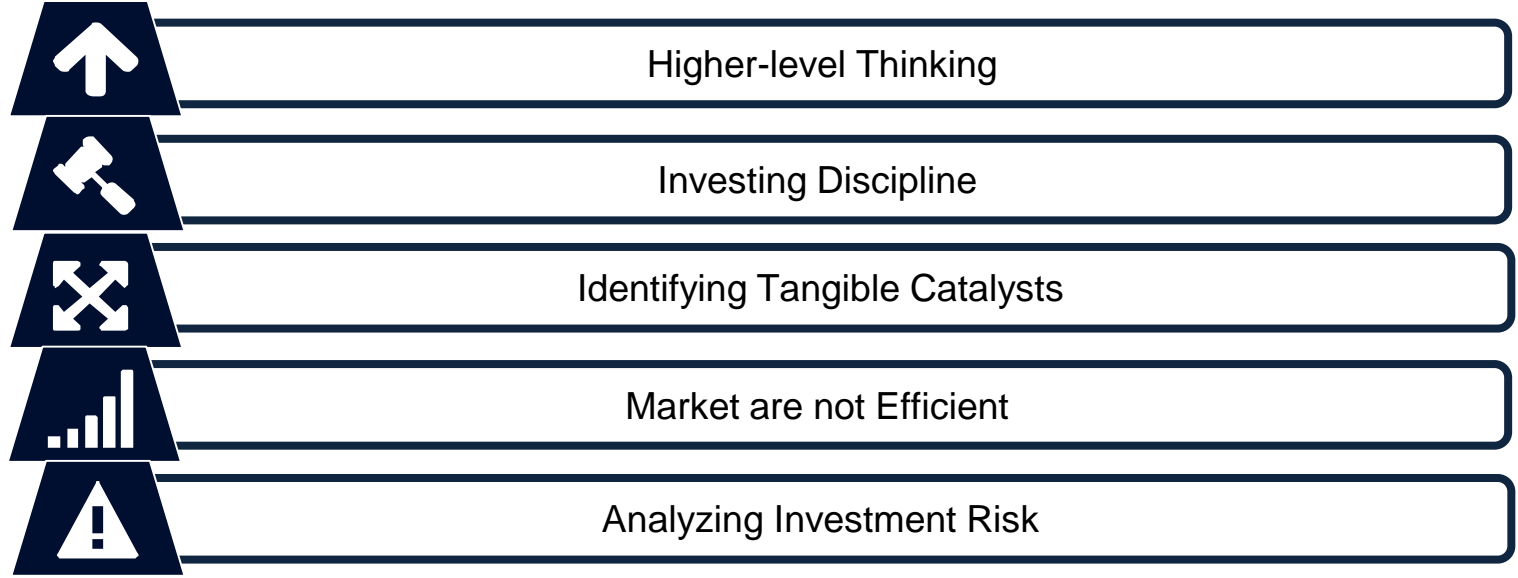 Higher-level Thinking
Investing Discipline
Identifying Tangible Catalysts
Market are not Efficient
Analyzing Investment Risk